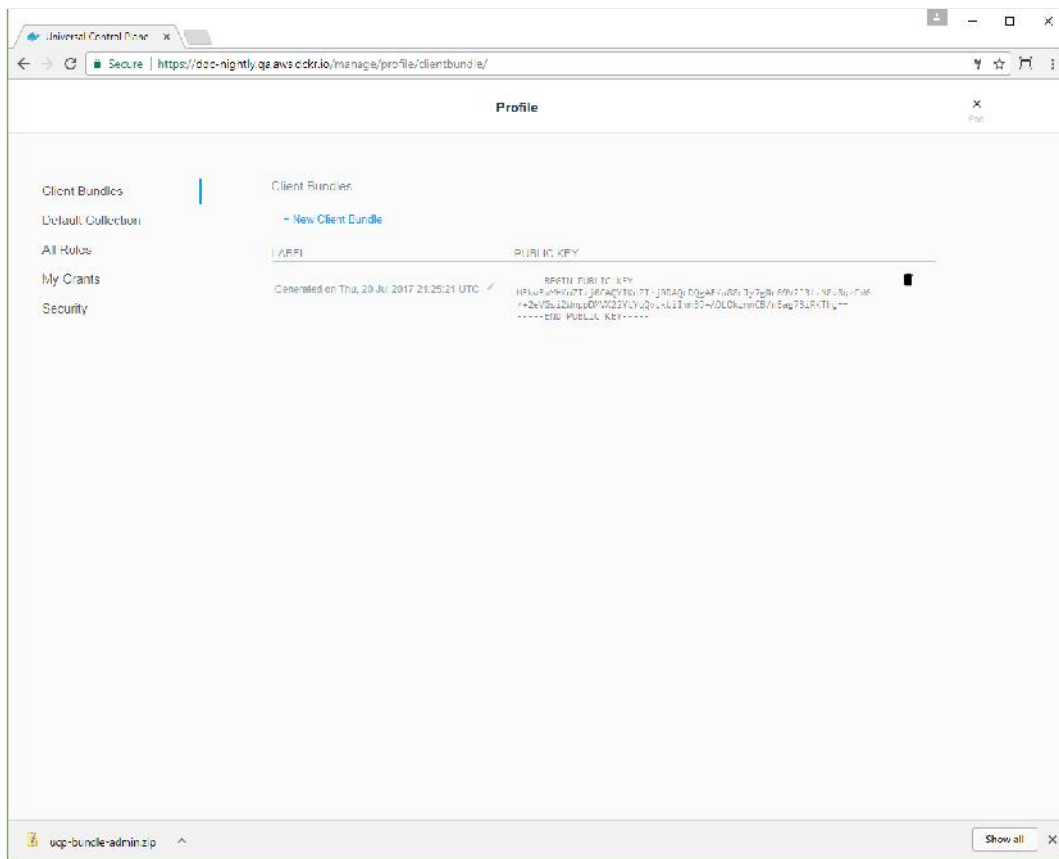 Universal Control Plane
Secure | https://dcc-nightly.qa.aws.dckr.io/manage/profile/clientbundle/
Profile
Client Bundles
Default Collection
All Roles
My Grants
Security
Client Bundles
+ New Client Bundle
LABEL
PUBLIC KEY
Generated on Thu, 20 Jul 2017 21:25:21 UTC
BEGIN PUBLIC KEY
-----END PUBLIC KEY-----
ucp-bundle-admin.zip
Show all